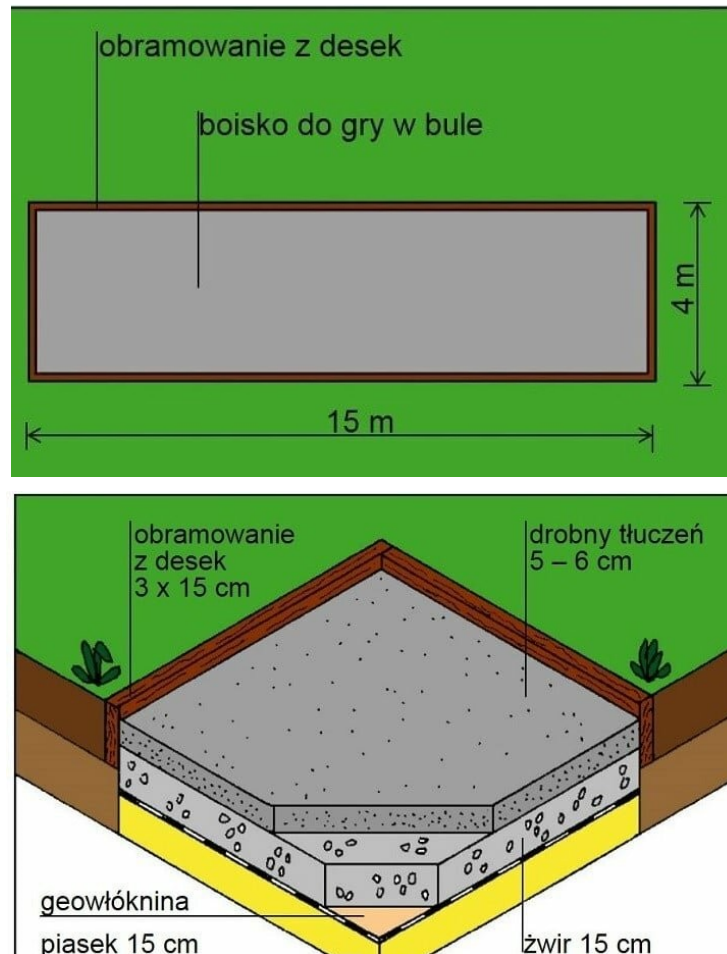 obramowanie z desek
boisko do gry w bule
4 m
15 m
obramowanie
z desek
3 x 15 cm
drobny tłuczeń
5 – 6 cm
geowłóknina
piasek 15 cm
żwir 15 cm